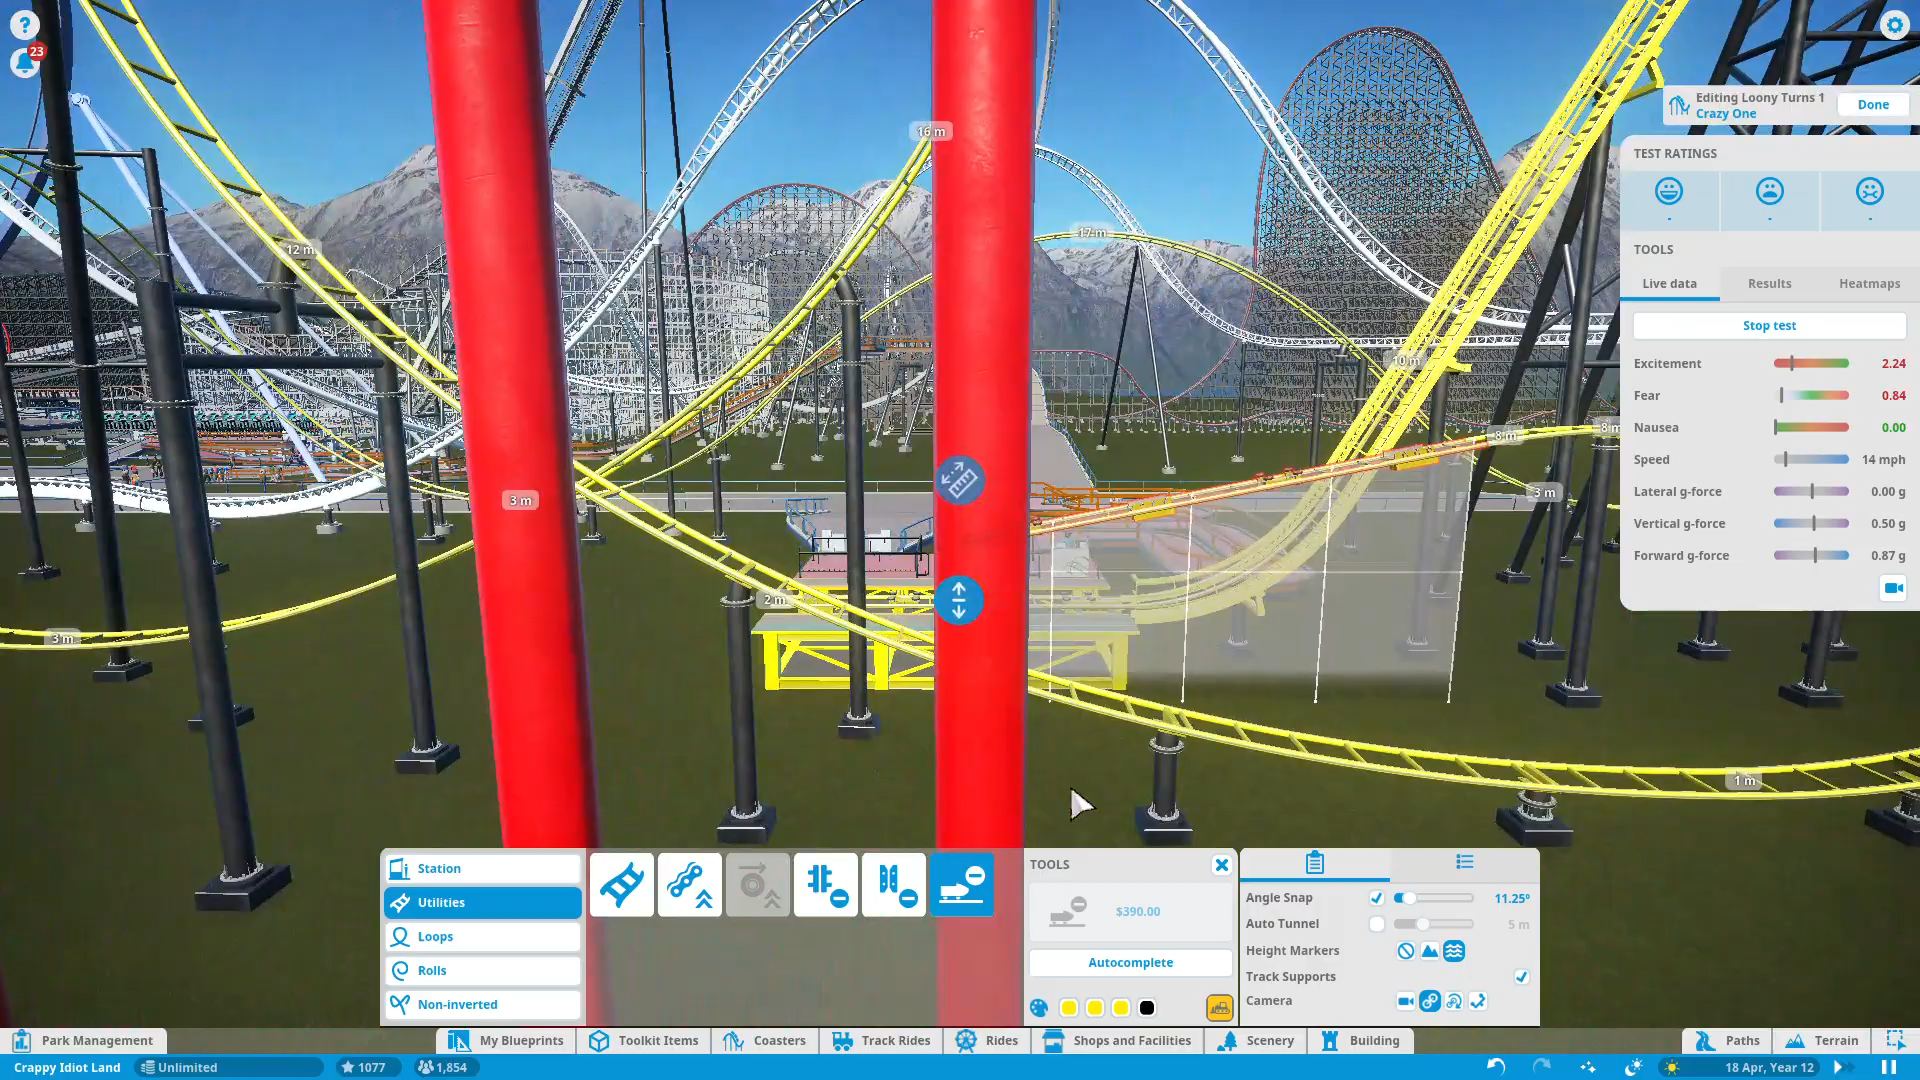 ?
23
16 m
12 m
17 m
10 m
8 m
8 m
3 m
3 m
2 m
3 m
1 m
Editing Loony Turns 1
Crazy One
Done
TEST RATINGS
-
-
-
TOOLS
Live data
Results
Heatmaps
Stop test
Excitement
2.24
Fear
0.84
Nausea
0.00
Speed
14 mph
Lateral g-force
0.00 g
Vertical g-force
0.50 g
Forward g-force
0.87 g
Station
Utilities
Loops
Rolls
Non-inverted
TOOLS
$390.00
Autocomplete
Angle Snap
11.25°
Auto Tunnel
5 m
Height Markers
Track Supports
Camera
Park Management
My Blueprints
Toolkit Items
Coasters
Track Rides
Rides
Shops and Facilities
Scenery
Building
Paths
Terrain
Crappy Idiot Land
Unlimited
1077
1,854
18 Apr, Year 12